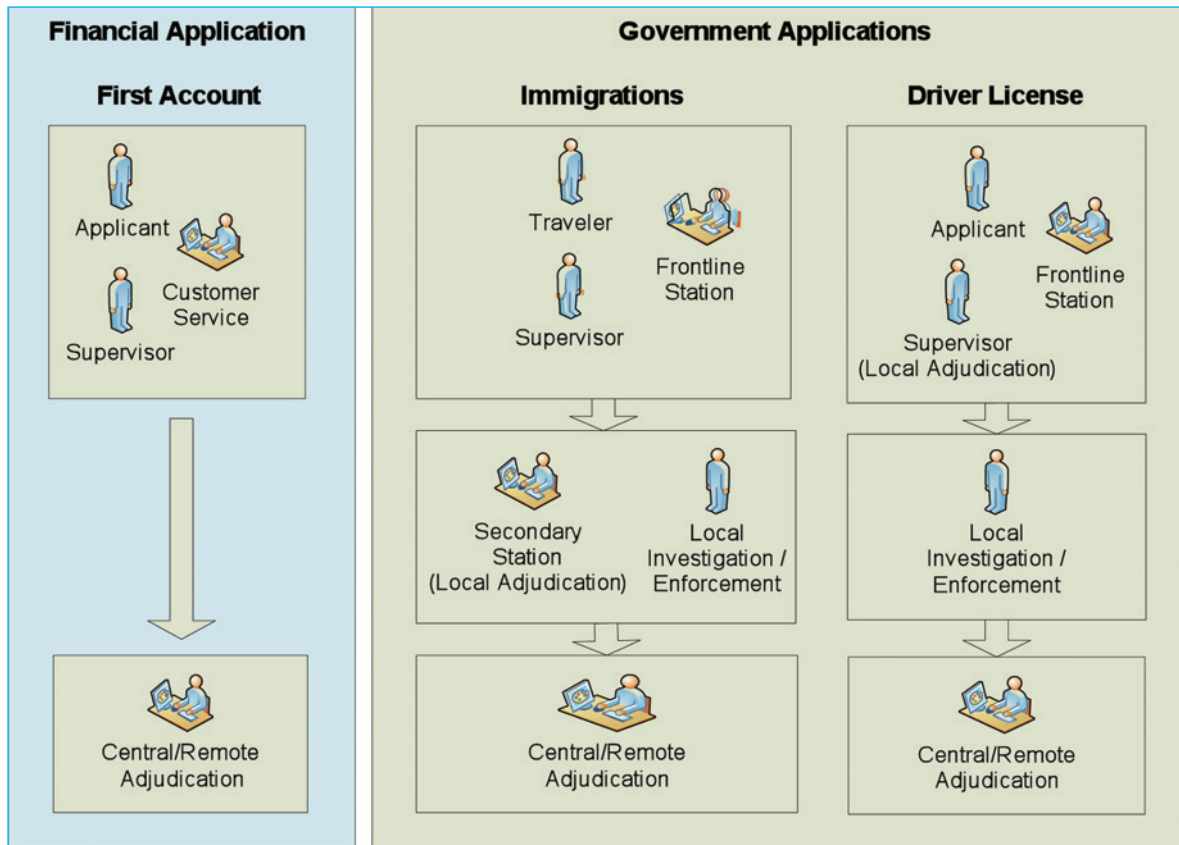 Financial Application
First Account
Applicant
Customer
Service
Supervisor
Central/Remote
Adjudication
Government Applications
Immigrations
Traveler
Frontline
Station
Supervisor
Secondary
Station
(Local Adjudication)
Local
Investigation /
Enforcement
Central/Remote
Adjudication
Driver License
Applicant
Frontline
Station
Supervisor
(Local Adjudication)
Local
Investigation /
Enforcement
Central/Remote
Adjudication